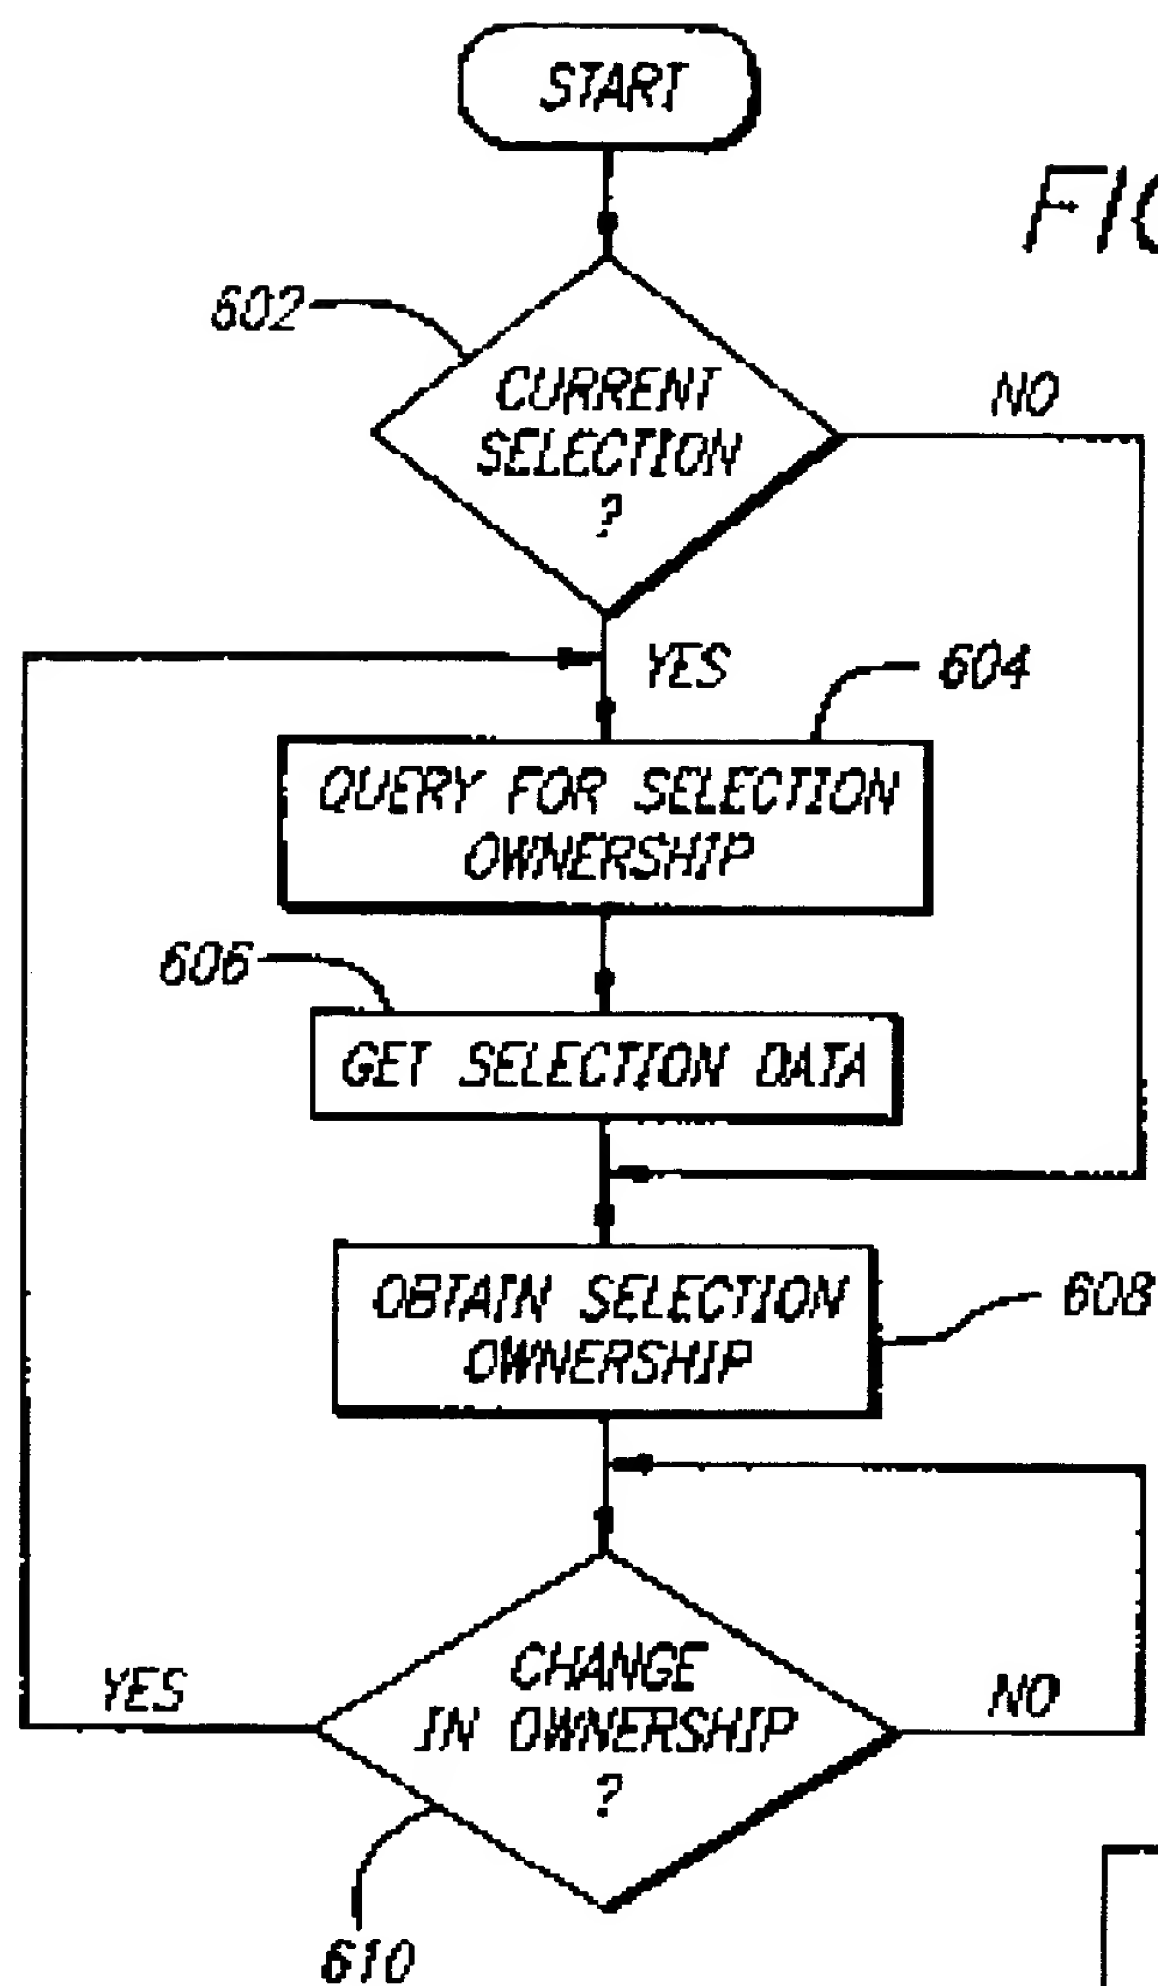 START
FIG
602
CURRENT
SELECTION
?
NO
YES
604
QUERY FOR SELECTION
OWNERSHIP
606
GET SELECTION DATA
OBTAIN SELECTION
OWNERSHIP
608
CHANGE
IN OWNERSHIP
?
YES
NO
610